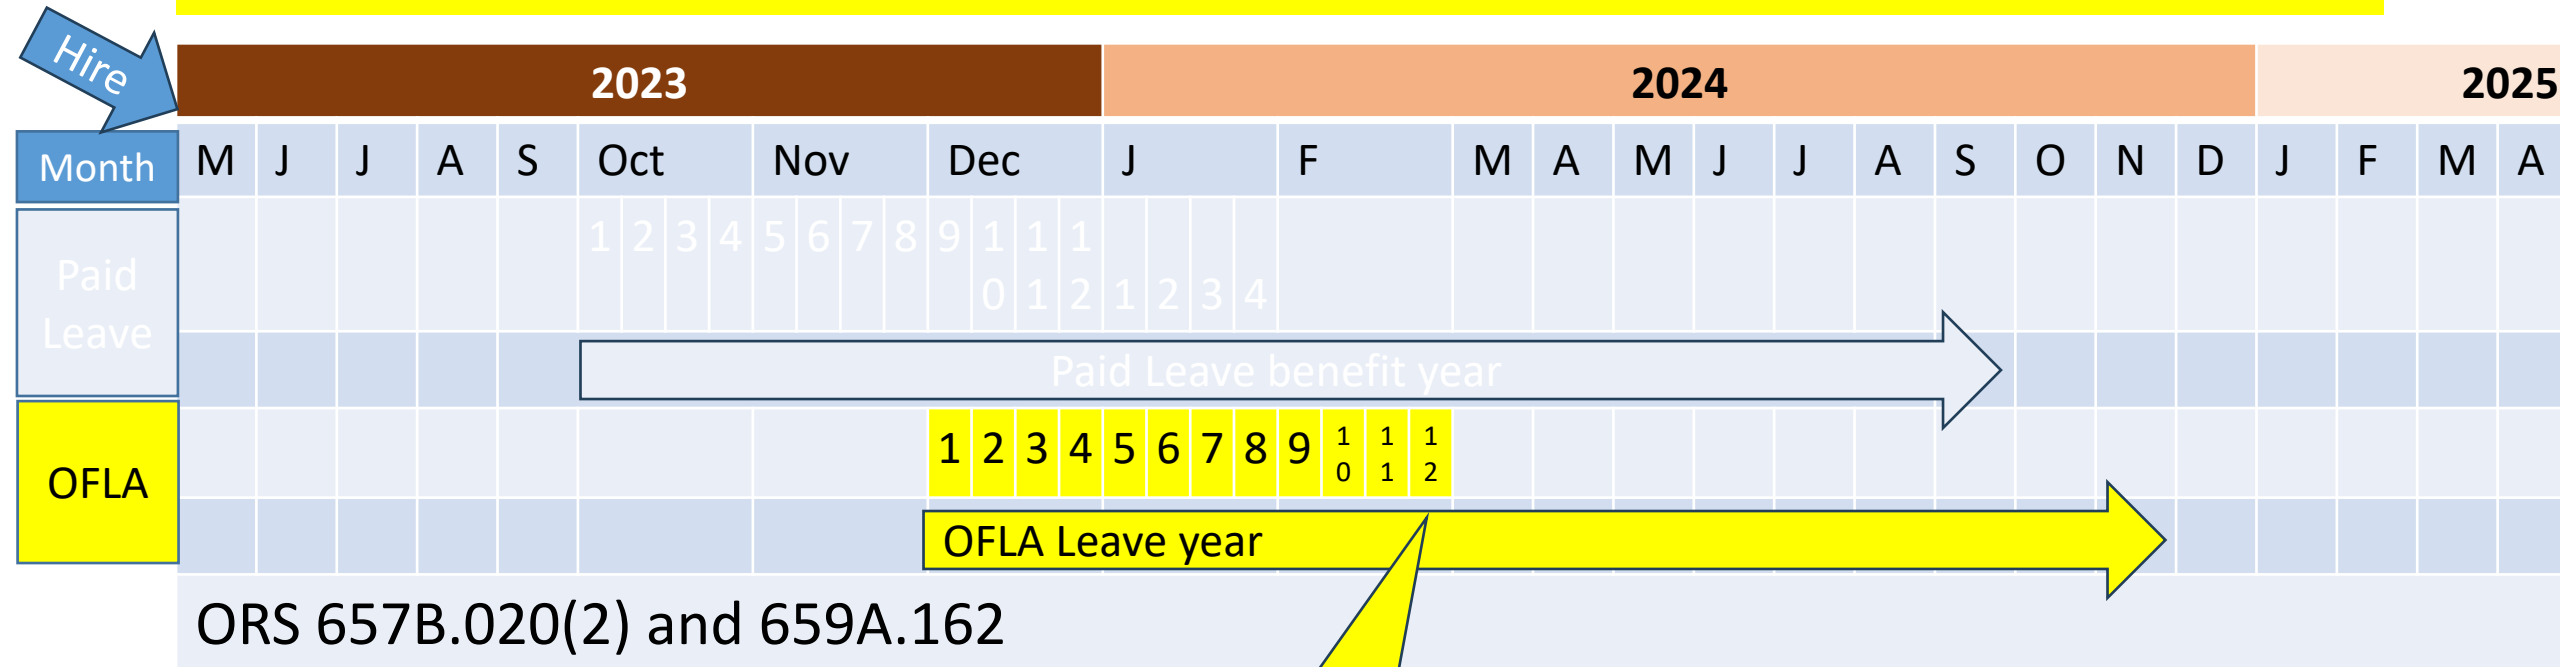 Hire
2023 2024 2025
Month M J J A S Oct Nov Dec J F M A M J J A S O N D J F M A
Paid Leave 1 2 3 4 5 6 7 8 9 10 11 12 1 2 3 4
Paid Leave benefit year
OFLA 1 2 3 4 5 6 7 8 9 10 11 12
OFLA Leave year
ORS 657B.020(2) and 659A.162